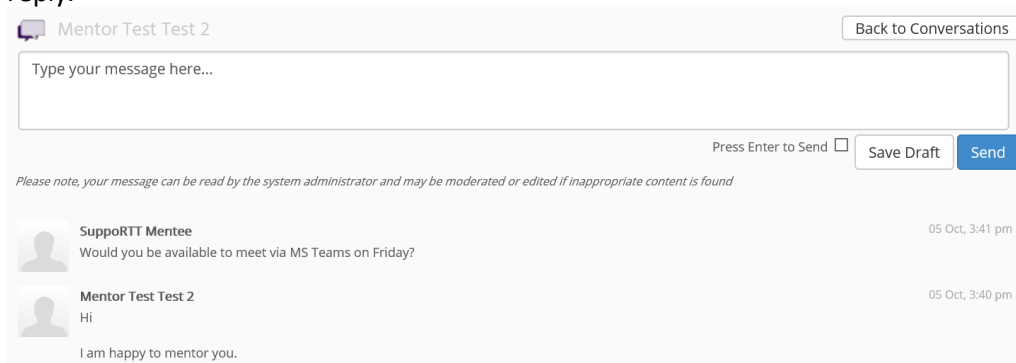 reply.
Mentor Test Test 2
Back to Conversations
Type your message here...
Press Enter to Send
Save Draft
Send
Please note, your message can be read by the system administrator and may be moderated or edited if inappropriate content is found
SuppoRTT Mentee
05 Oct, 3:41 pm
Would you be available to meet via MS Teams on Friday?
Mentor Test Test 2
05 Oct, 3:40 pm
Hi
I am happy to mentor you.